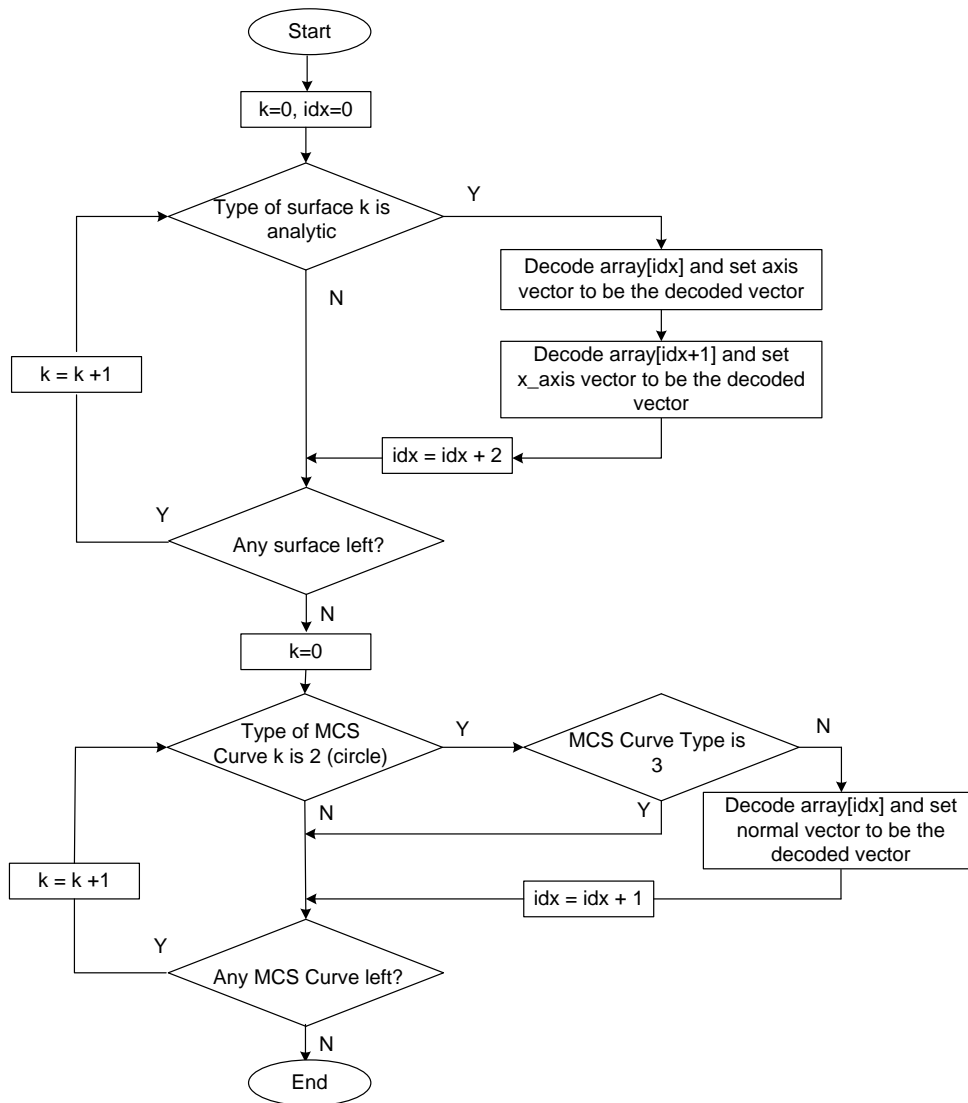 Start
k=0, idx=0
Type of surface k is
analytic
Y
N
Decode array[idx] and set axis
vector to be the decoded vector
Decode array[idx+1] and set
x_axis vector to be the decoded
vector
k = k +1
idx = idx + 2
Y
Any surface left?
N
k=0
Type of MCS
Curve k is 2 (circle)
Y
N
MCS Curve Type is
3
N
Y
Decode array[idx] and set
normal vector to be the
decoded vector
k = k +1
idx = idx + 1
Y
Any MCS Curve left?
N
End